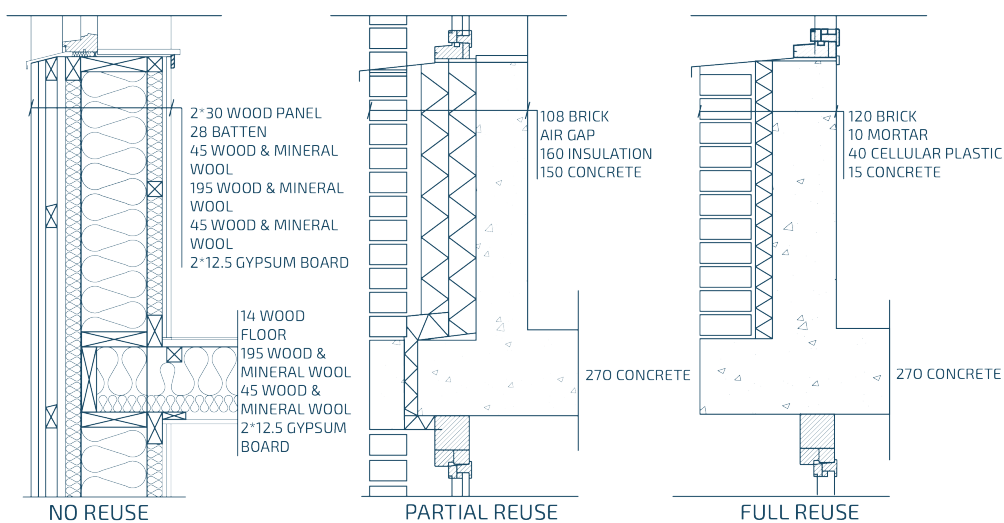 2*30 WOOD PANEL
28 BATTEN
45 WOOD & MINERAL
WOOL
195 WOOD & MINERAL
WOOL
45 WOOD & MINERAL
WOOL
2*12.5 GYPSUM BOARD
14 WOOD
FLOOR
195 WOOD &
MINERAL WOOL
45 WOOD &
MINERAL WOOL
2*12.5 GYPSUM
BOARD
NO REUSE
108 BRICK
AIR GAP
160 INSULATION
150 CONCRETE
270 CONCRETE
PARTIAL REUSE
120 BRICK
10 MORTAR
40 CELLULAR PLASTIC
15 CONCRETE
270 CONCRETE
FULL REUSE